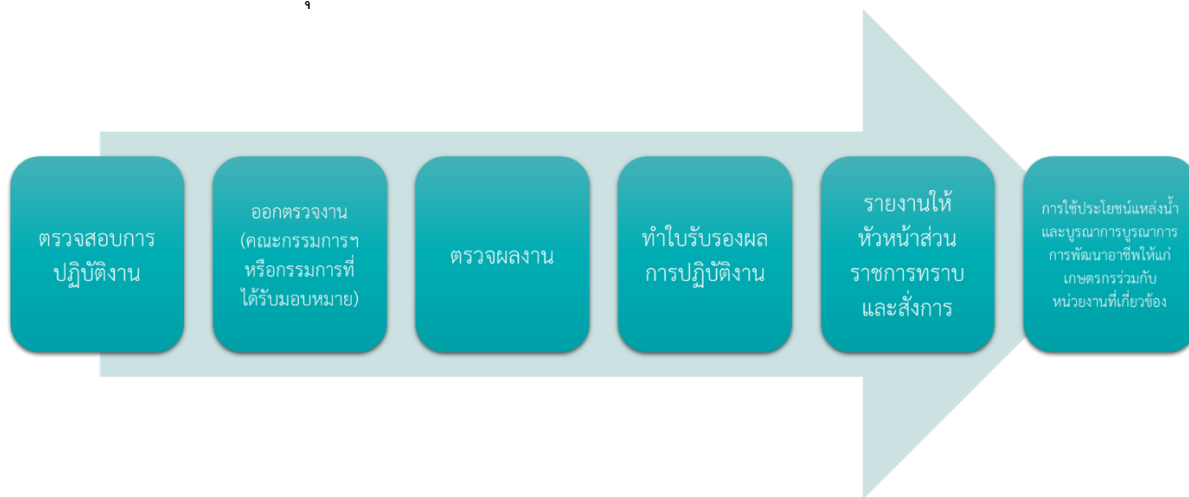 ตรวจสอบการ
ปฏิบัติงาน
ออกตรวจงาน
(คณะกรรมการฯ
หรือกรรมการที่
ได้รับมอบหมาย)
ตรวจผลงาน
ทำใบรับรองผล
การปฏิบัติงาน
รายงานให้
หัวหน้าส่วน
ราชการทราบ
และสั่งการ
การใช้ประโยชน์แหล่งน้ำ
และบูรณาการบูรณาการ
การพัฒนาอาชีพให้แก่
เกษตรกรร่วมกับ
หน่วยงานที่เกี่ยวข้อง